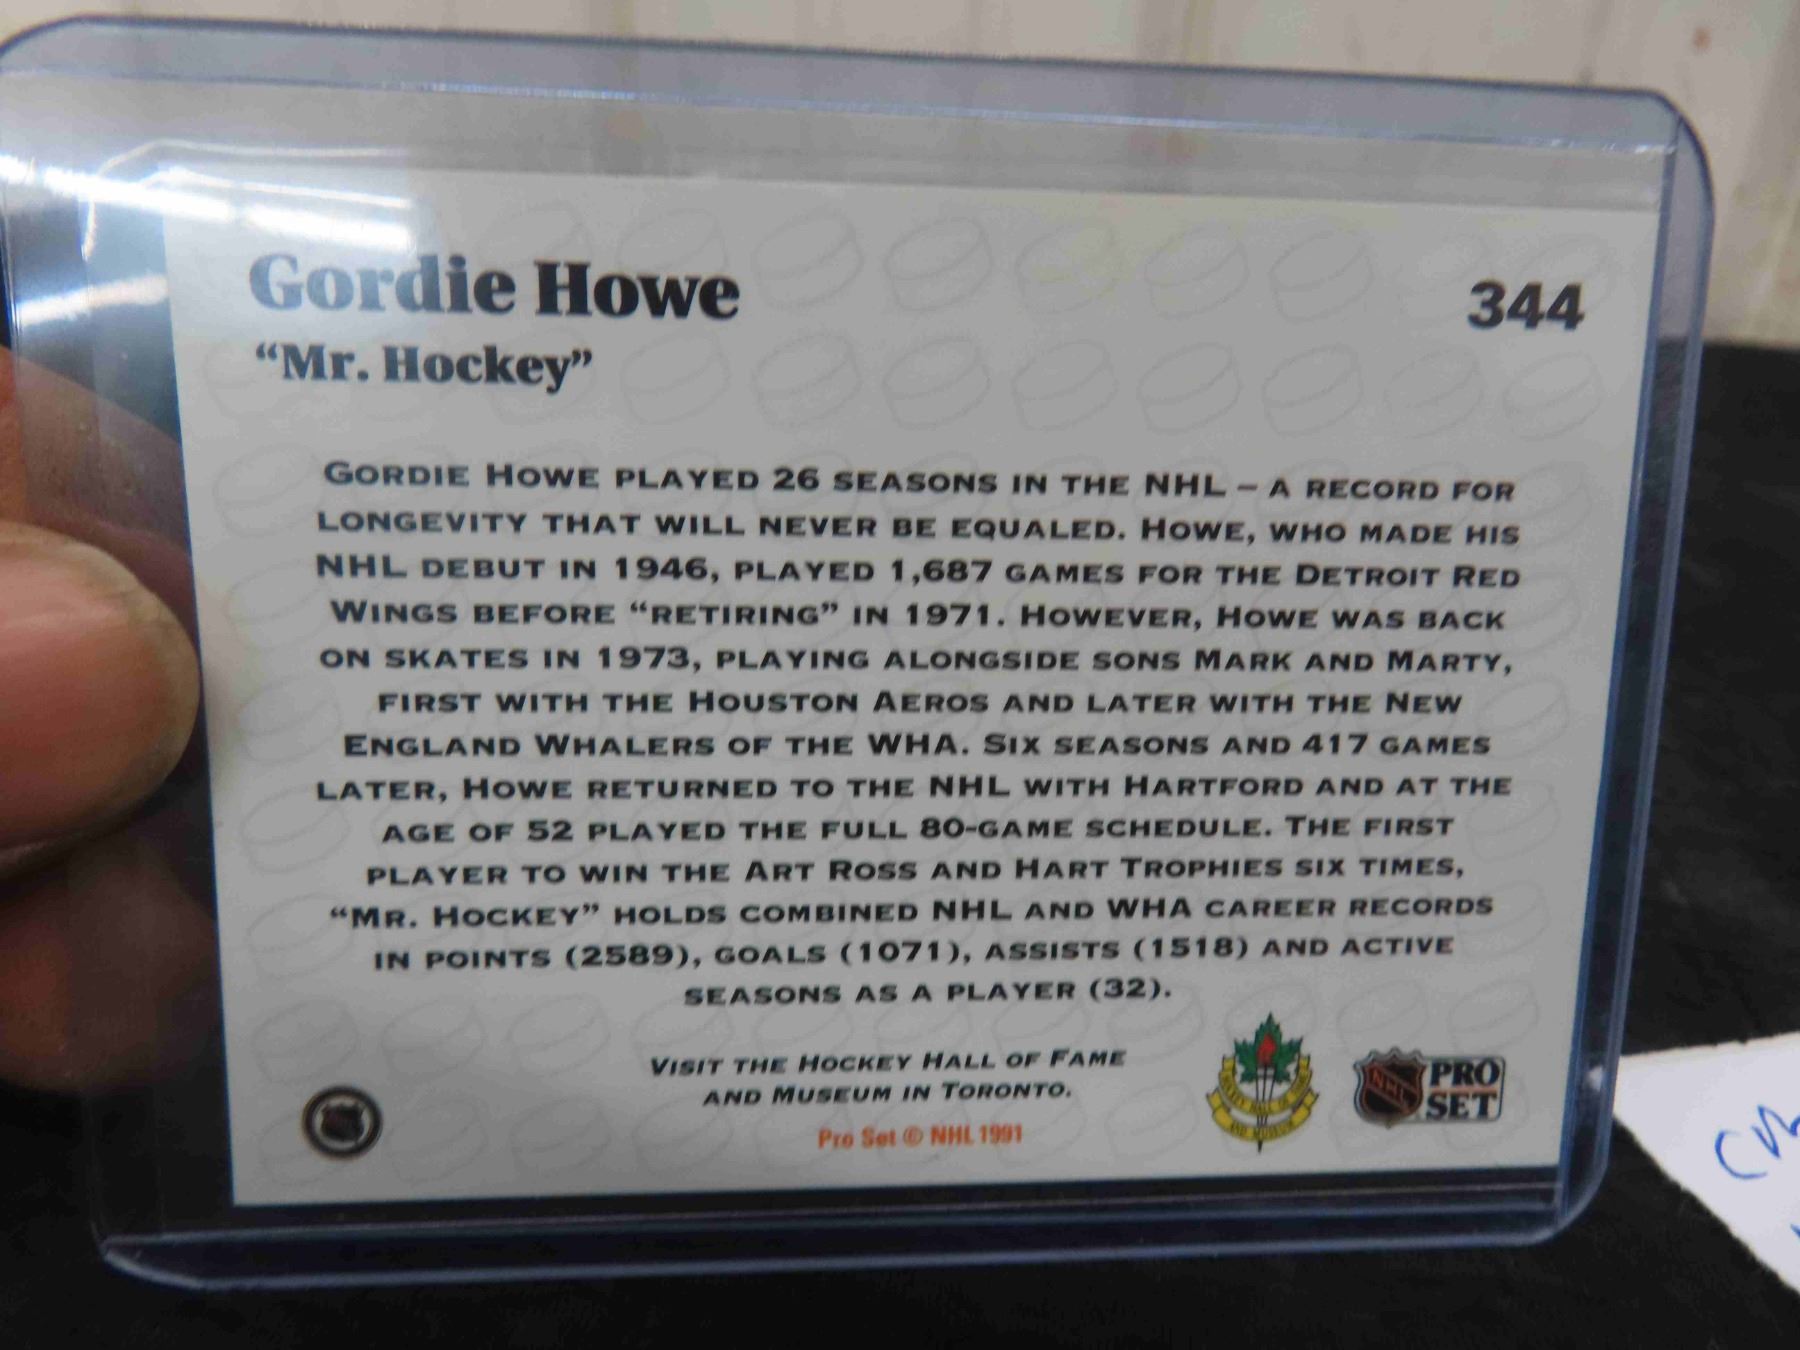 Gordie Howe
344
“Mr. Hockey”
GORDIE HOWE PLAYED 26 SEASONS IN THE NHL – A RECORD FOR
LONGEVITY THAT WILL NEVER BE EQUALED. HOWE, WHO MADE HIS
NHL DEBUT IN 1946, PLAYED 1,687 GAMES FOR THE DETROIT RED
WINGS BEFORE “RETIRING” IN 1971. HOWEVER, HOWE WAS BACK
ON SKATES IN 1973, PLAYING ALONGSIDE SONS MARK AND MARTY,
FIRST WITH THE HOUSTON AEROS AND LATER WITH THE NEW
ENGLAND WHALERS OF THE WHA. SIX SEASONS AND 417 GAMES
LATER, HOWE RETURNED TO THE NHL WITH HARTFORD AND AT THE
AGE OF 52 PLAYED THE FULL 80-GAME SCHEDULE. THE FIRST
PLAYER TO WIN THE ART ROSS AND HART TROPHIES SIX TIMES,
“MR. HOCKEY” HOLDS COMBINED NHL AND WHA CAREER RECORDS
IN POINTS (2589), GOALS (1071), ASSISTS (1518) AND ACTIVE
SEASONS AS A PLAYER (32).
VISIT THE HOCKEY HALL OF FAME
AND MUSEUM IN TORONTO.
Pro Set © NHL 1991
HOCKEY HALL OF FAME
AND MUSEUM
NHL
PRO
SET